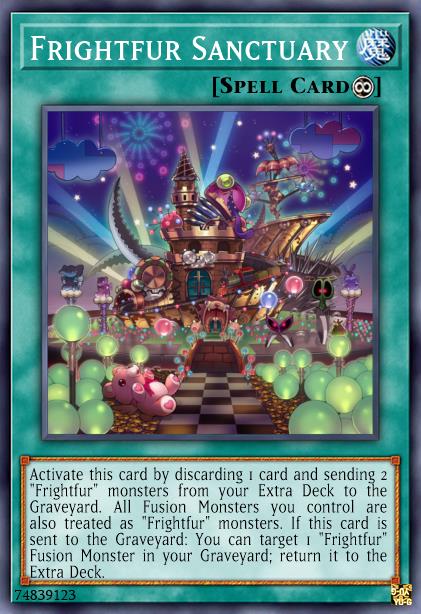 Frightfur Sanctuary
[Spell Card]
Activate this card by discarding 1 card and sending 2
"Frightfur" monsters from your Extra Deck to the
Graveyard. All Fusion Monsters you control are
also treated as "Frightfur" monsters. If this card is
sent to the Graveyard: You can target 1 "Frightfur"
Fusion Monster in your Graveyard; return it to the
Extra Deck.
74839123